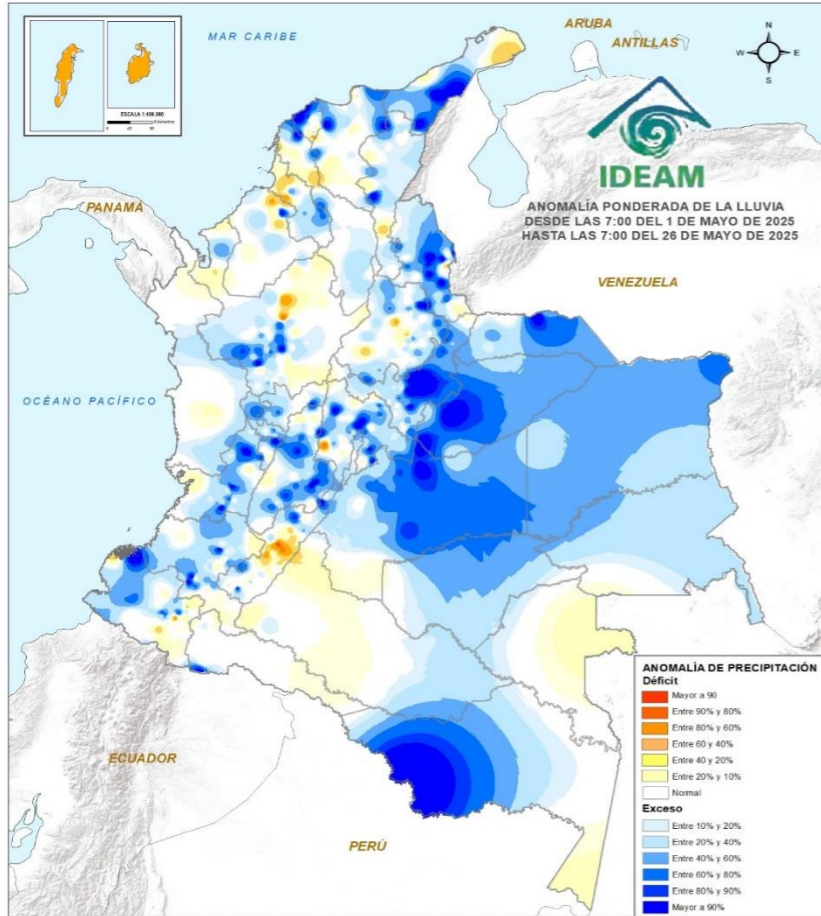 MAR CARIBE
ARUBA
ANTILLAS
N
W
E
S
ESCALA 1:400.000
IDEAM
ANOMALÍA PONDERADA DE LA LLUVIA
DESDE LAS 7:00 DEL 1 DE MAYO DE 2025
HASTA LAS 7:00 DEL 26 DE MAYO DE 2025
PANAMÁ
VENEZUELA
OCÉANO PACÍFICO
ECUADOR
PERÚ
ANOMALÍA DE PRECIPITACIÓN
Déficit
Mayor a 90
Entre 90% y 80%
Entre 80% y 60%
Entre 60 y 40%
Entre 40 y 20%
Entre 20% y 10%
Normal
Exceso
Entre 10% y 20%
Entre 20% y 40%
Entre 40% y 60%
Entre 60% y 80%
Entre 80% y 90%
Mayor a 90%